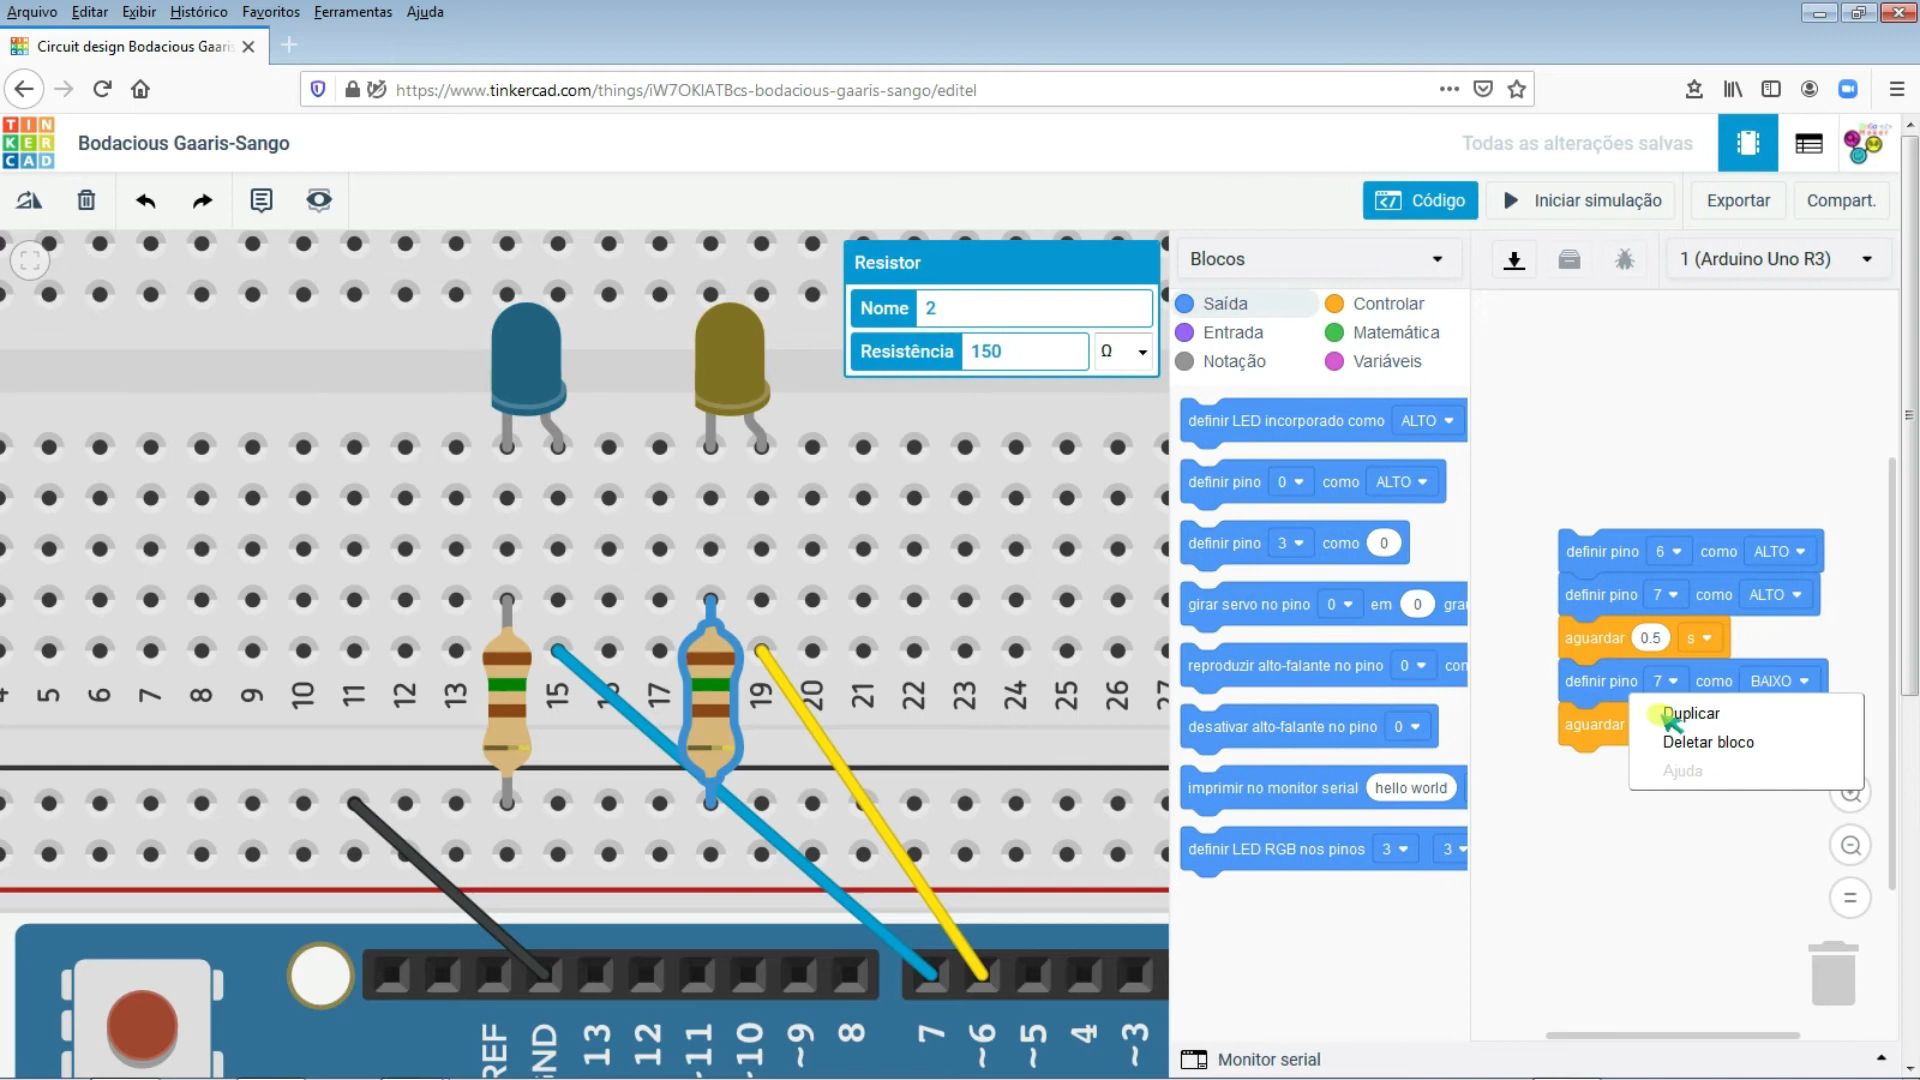 Arquivo Editar Exibir Histórico Favoritos Ferramentas Ajuda
Circuit design Bodacious Gaaris
https://www.tinkercad.com/things/iW7OKIATBcs-bodacious-gaaris-sango/editel
TIN
KER
CAD
Bodacious Gaaris-Sango
Todas as alterações salvas
Código
Iniciar simulação
Exportar
Compart.
Resistor
Nome 2
Resistência 150 Ω
Blocos
1 (Arduino Uno R3)
Saída
Controlar
Entrada
Matemática
Notação
Variáveis
definir LED incorporado como ALTO
definir pino 0 como ALTO
definir pino 3 como 0
girar servo no pino 0 em 0 grau
reproduzir alto-falante no pino 0 con
desativar alto-falante no pino 0
imprimir no monitor serial hello world
definir LED RGB nos pinos 3 3
definir pino 6 como ALTO
definir pino 7 como ALTO
aguardar 0.5 s
definir pino 7 como BAIXO
aguardar
Duplicar
Deletar bloco
Ajuda
5 6 7 8 9 10 11 12 13 15 17 19 20 21 22 23 24 25 26
REF GND 13 12 ~11 ~10 ~9 8 7 ~6 ~5 4 ~3
Monitor serial